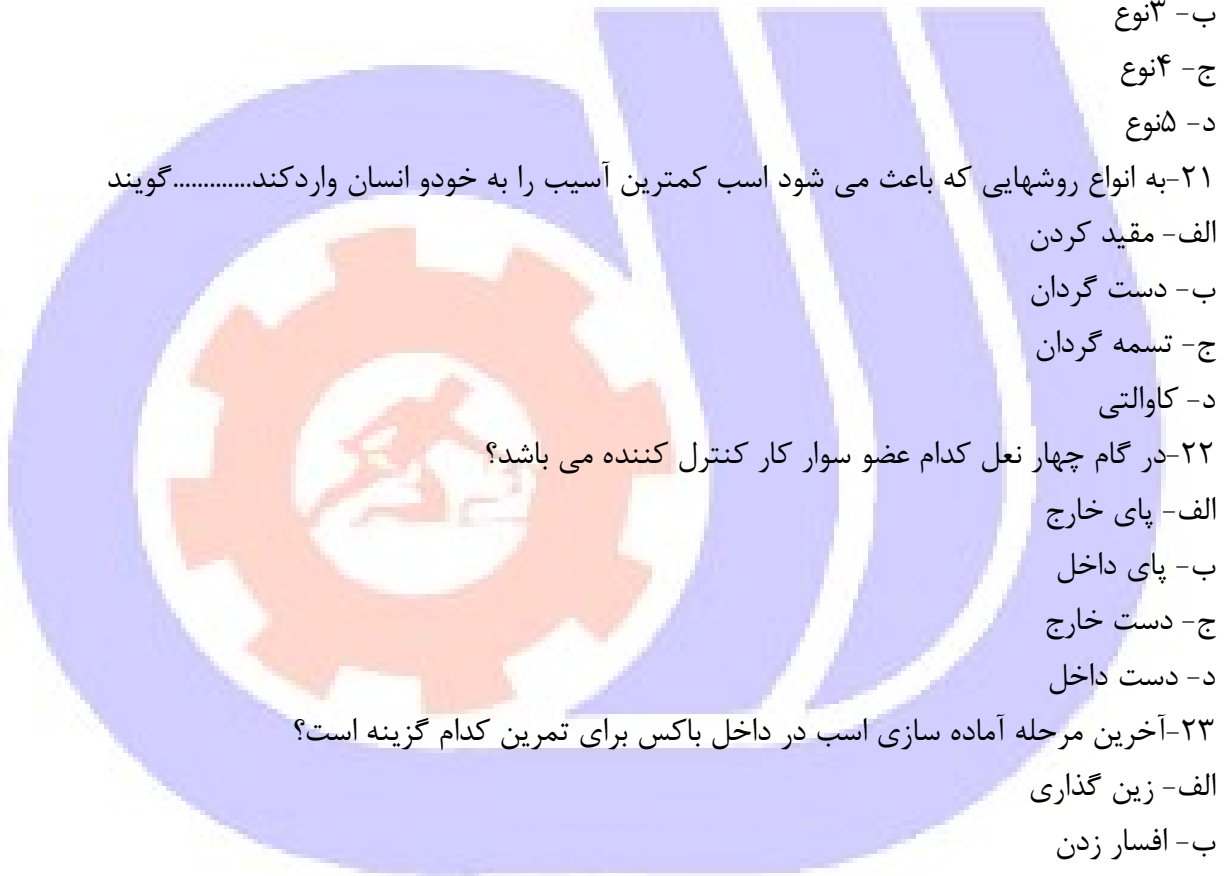 ب- ۳نوع
ج- ۴نوع
د- ۵نوع
۲۱-به انواع روشهایی که باعث می شود اسب کمترین آسیب را به خودو انسان واردکند.............گویند
الف- مقید کردن
ب- دست گردان
ج- تسمه گردان
د- کاوالتی
۲۲-در گام چهار نعل کدام عضو سوار کار کنترل کننده می باشد؟
الف- پای خارج
ب- پای داخل
ج- دست خارج
د- دست داخل
۲۳-آخرین مرحله آماده سازی اسب در داخل باکس برای تمرین کدام گزینه است؟
الف- زین گذاری
ب- افسار زدن